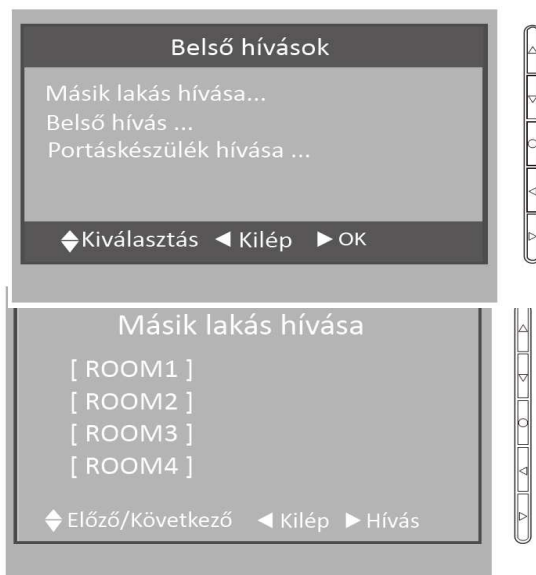 Belső hívások
Másik lakás hívása...
Belső hívás ...
Portáskészülék hívása ...
Kiválasztás ◀ Kilép ▶ OK
Másik lakás hívása
[ ROOM1 ]
[ ROOM2 ]
[ ROOM3 ]
[ ROOM4 ]
Előző/Következő ◀ Kilép ▶ Hívás